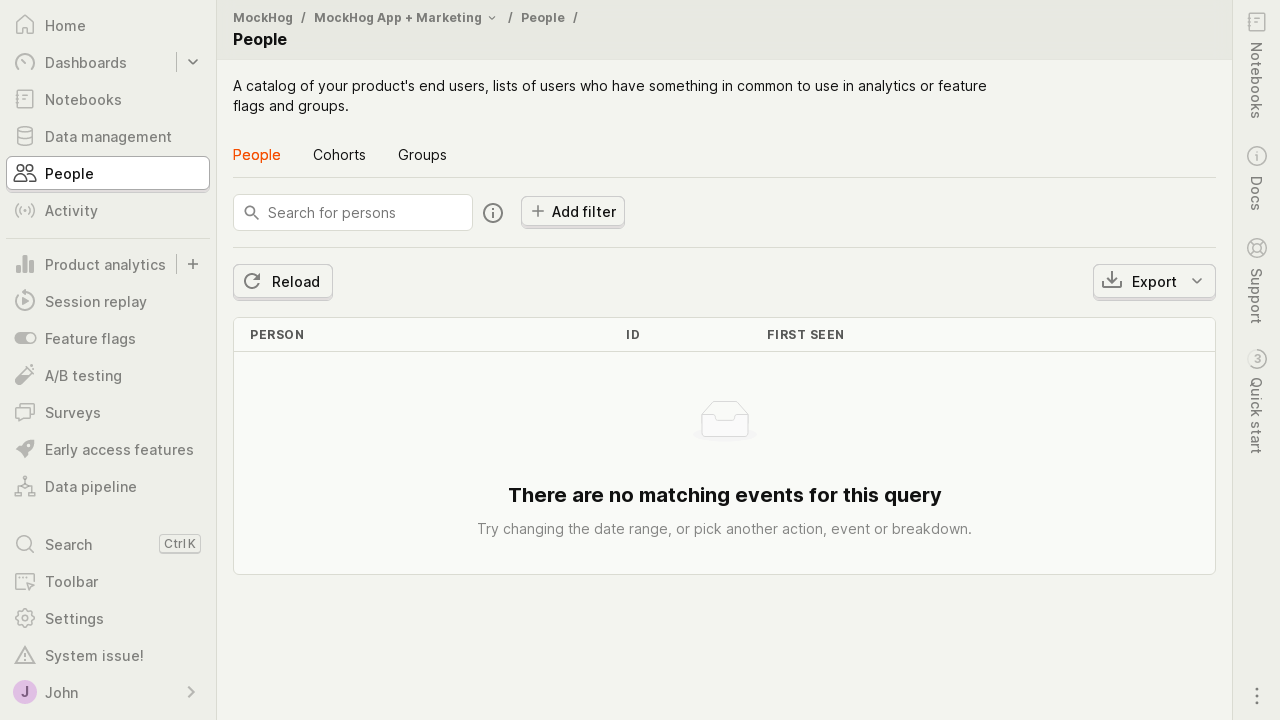 Home
Dashboards
Notebooks
Data management
People
Activity
Product analytics
Session replay
Feature flags
A/B testing
Surveys
Early access features
Data pipeline
Search Ctrl K
Toolbar
Settings
System issue!
J John
MockHog / MockHog App + Marketing / People /
People
A catalog of your product's end users, lists of users who have something in common to use in analytics or feature
flags and groups.
People Cohorts Groups
Search for persons Add filter
Reload Export
PERSON ID FIRST SEEN
There are no matching events for this query
Try changing the date range, or pick another action, event or breakdown.
Notebooks
Docs
Support
3 Quick start